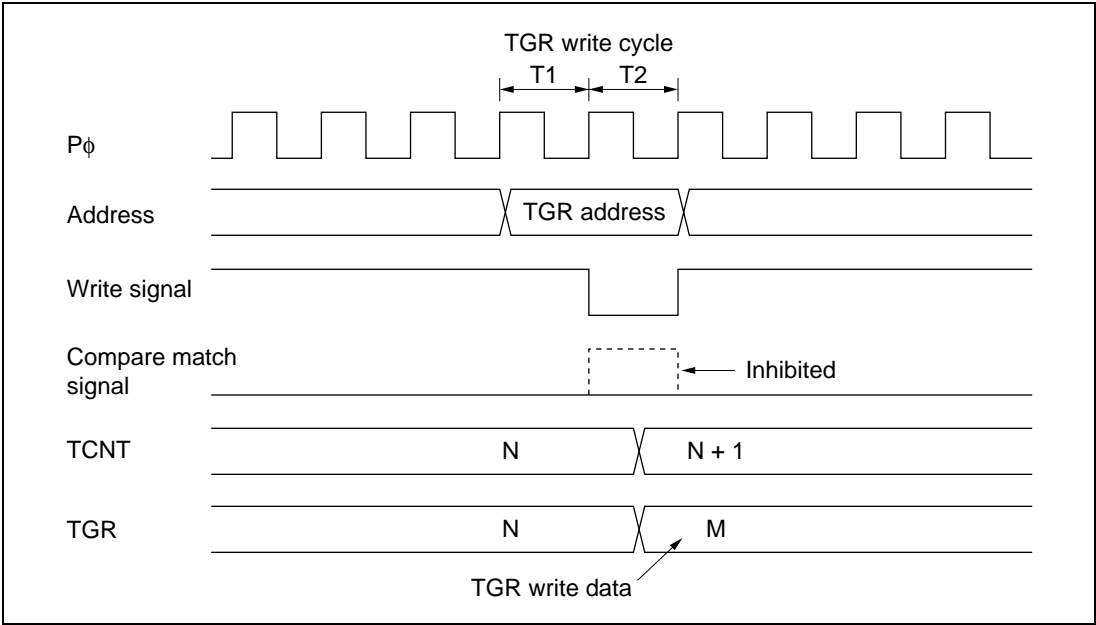 TGR write cycle
T1 T2
Pϕ
Address TGR address
Write signal
Compare match
signal
Inhibited
TCNT N N + 1
TGR N M
TGR write data